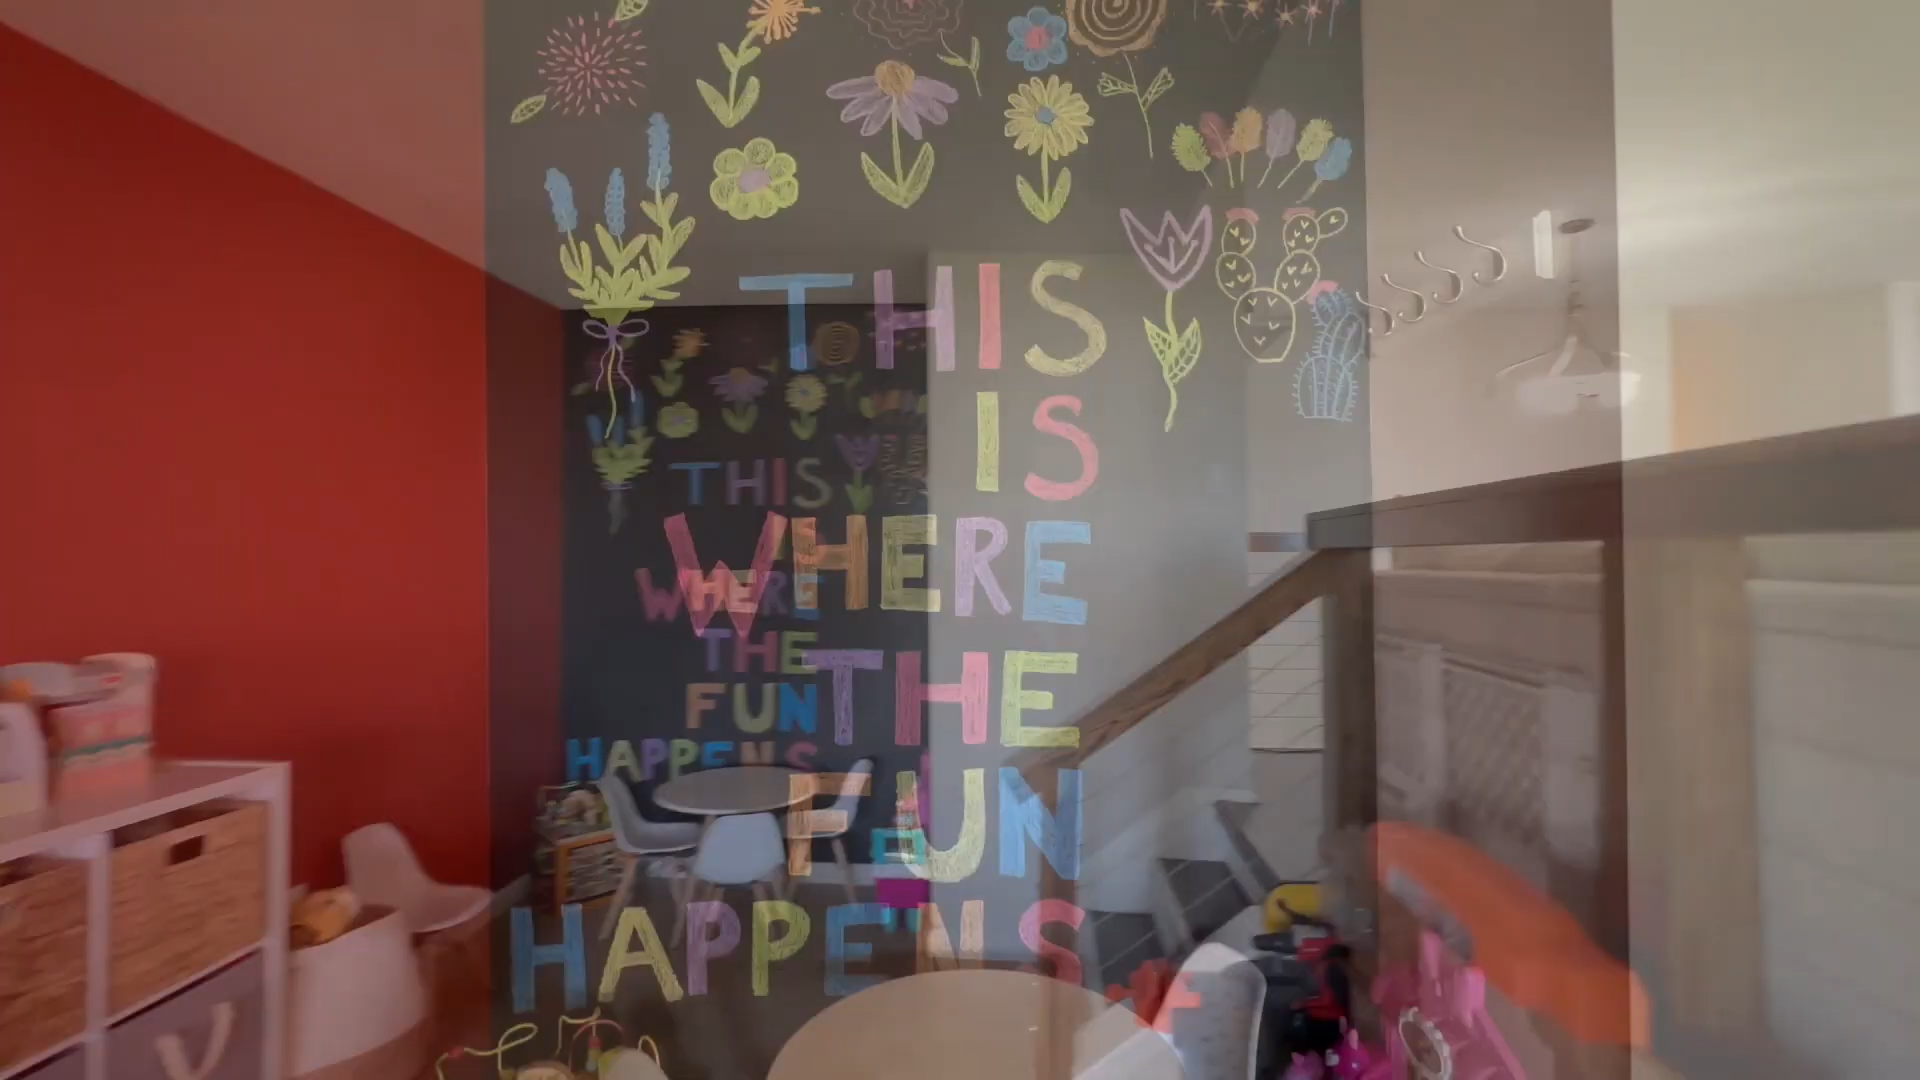 THIS
IS
WHERE
THE
FUN
HAPPENS
THIS
WHERE
THE
FUN
HAPPENS